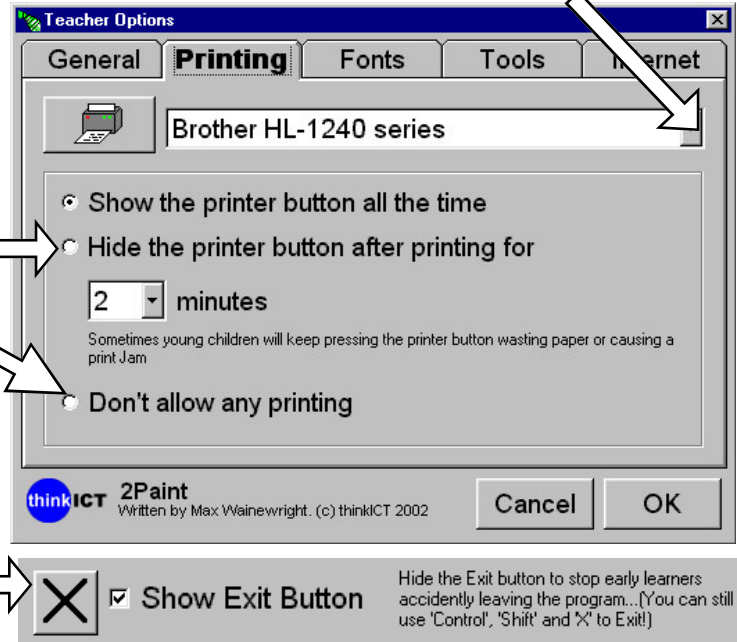 Teacher Options
General Printing Fonts Tools Internet
Brother HL-1240 series
Show the printer button all the time
Hide the printer button after printing for
2 minutes
Sometimes young children will keep pressing the printer button wasting paper or causing a
print Jam
Don't allow any printing
thinkICT 2Paint
Written by Max Wainewright. (c) thinkICT 2002
Cancel OK
Show Exit Button
Hide the Exit button to stop early learners
accidently leaving the program...(You can still
use 'Control', 'Shift' and 'X' to Exit!)